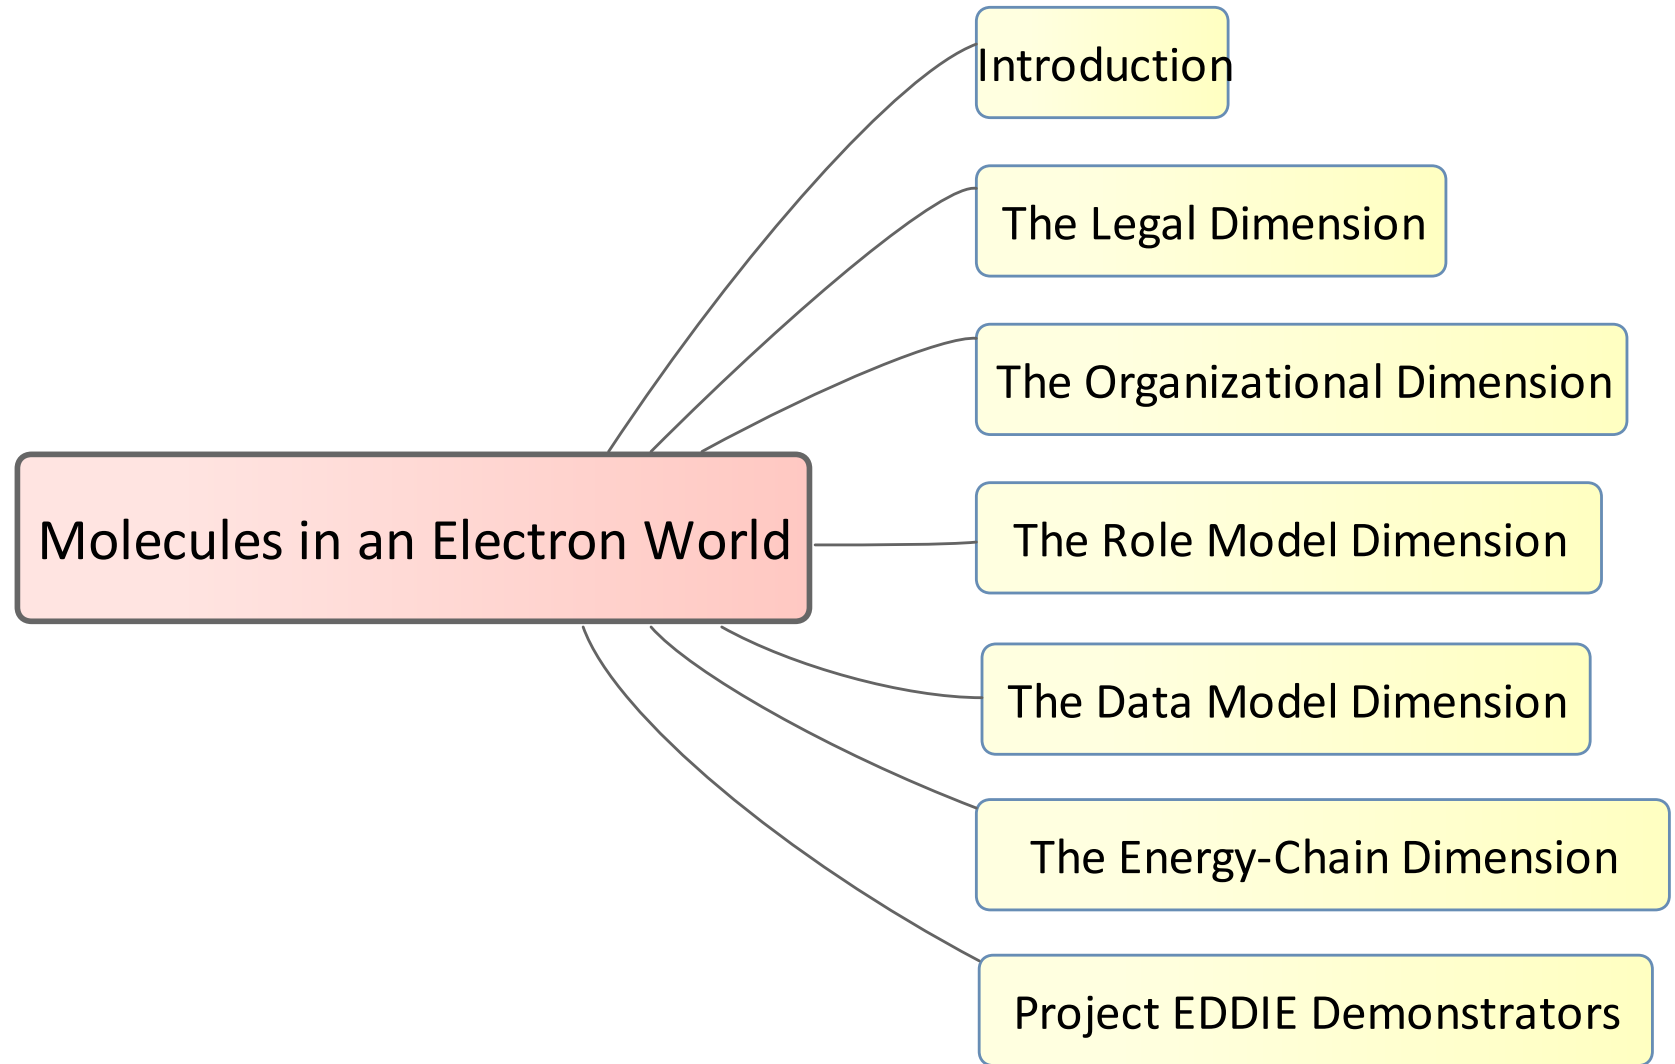 Introduction
The Legal Dimension
The Organizational Dimension
Molecules in an Electron World
The Role Model Dimension
The Data Model Dimension
The Energy-Chain Dimension
Project EDDIE Demonstrators